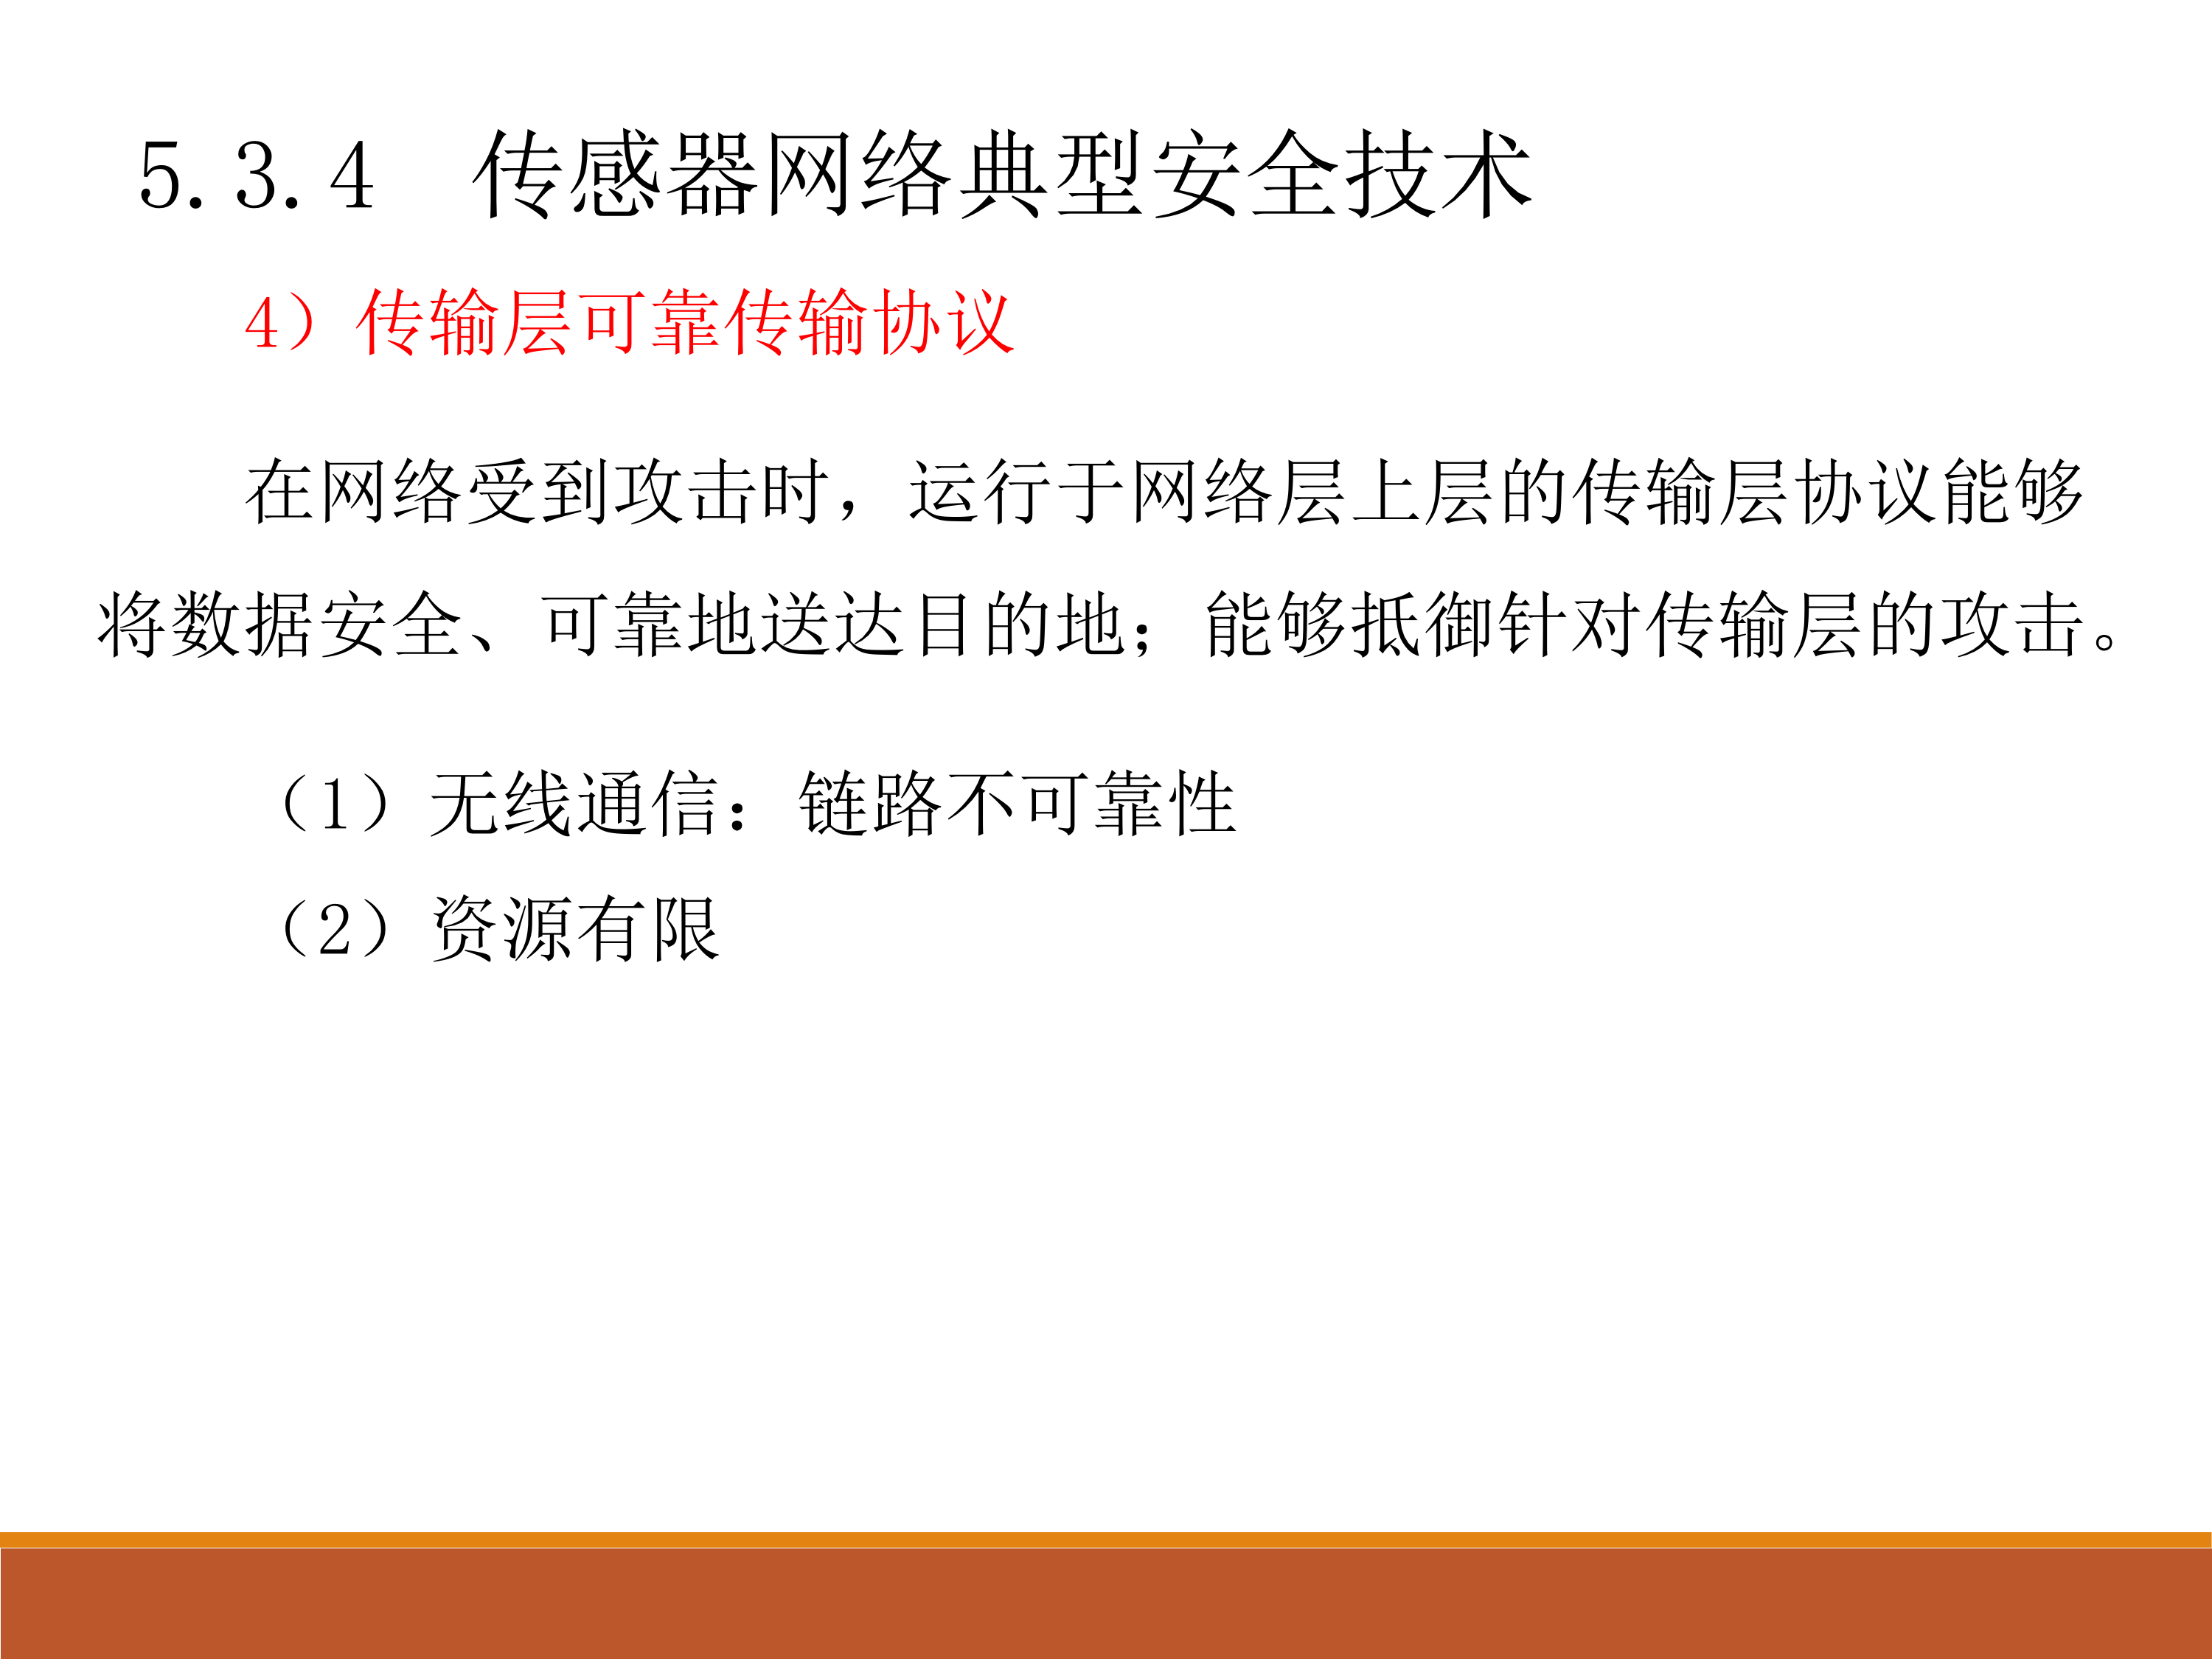 5.3.4 传感器网络典型安全技术
4）传输层可靠传输协议
在网络受到攻击时，运行于网络层上层的传输层协议能够
将数据安全、可靠地送达目的地；能够抵御针对传输层的攻击。
（1）无线通信：链路不可靠性
（2）资源有限